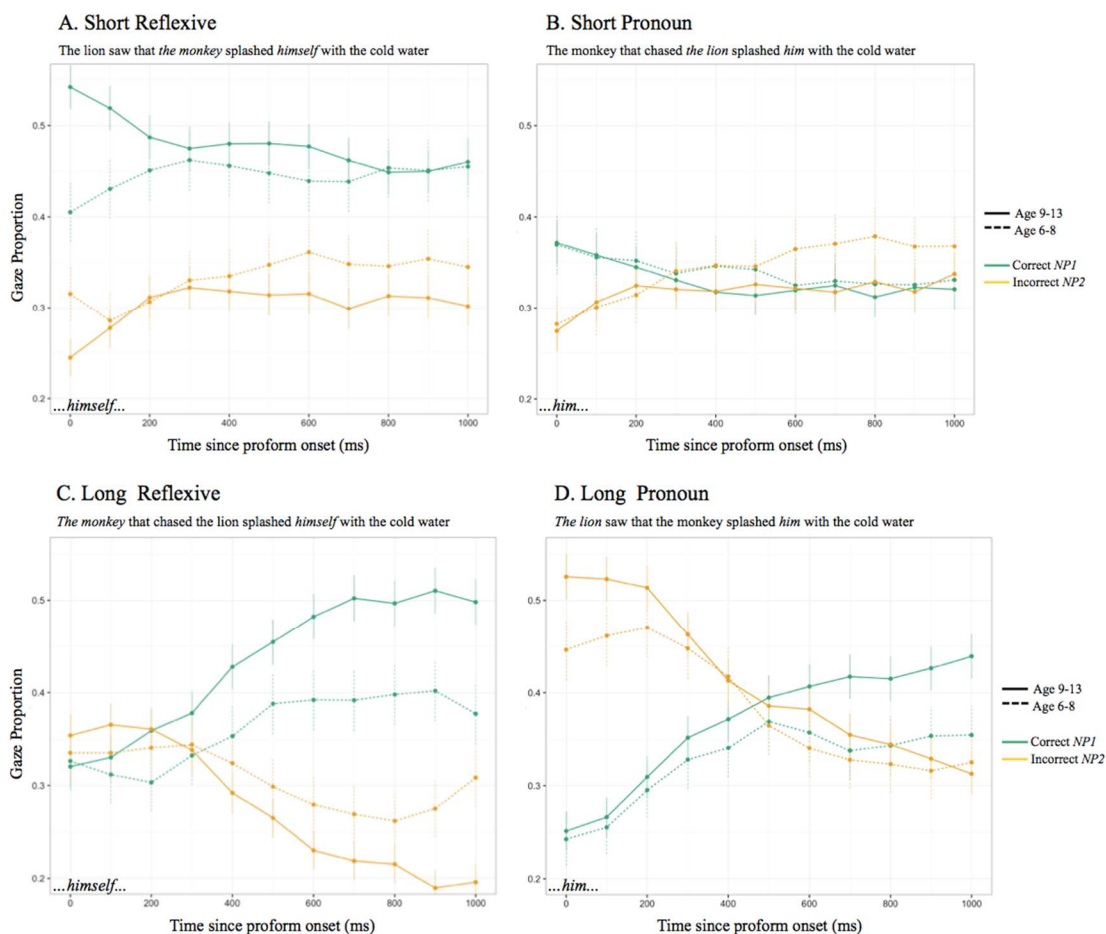 A. Short Reflexive
The lion saw that the monkey splashed himself with the cold water
0.5
0.4
0.3
0.2
Gaze Proportion
...himself...
0 200 400 600 800 1000
Time since proform onset (ms)
B. Short Pronoun
The monkey that chased the lion splashed him with the cold water
0.5
0.4
0.3
0.2
...him...
0 200 400 600 800 1000
Time since proform onset (ms)
Age 9-13
Age 6-8
Correct NP1
Incorrect NP2
C. Long Reflexive
The monkey that chased the lion splashed himself with the cold water
0.5
0.4
0.3
0.2
Gaze Proportion
...himself...
0 200 400 600 800 1000
Time since proform onset (ms)
D. Long Pronoun
The lion saw that the monkey splashed him with the cold water
0.5
0.4
0.3
0.2
...him...
0 200 400 600 800 1000
Time since proform onset (ms)
Age 9-13
Age 6-8
Correct NP1
Incorrect NP2